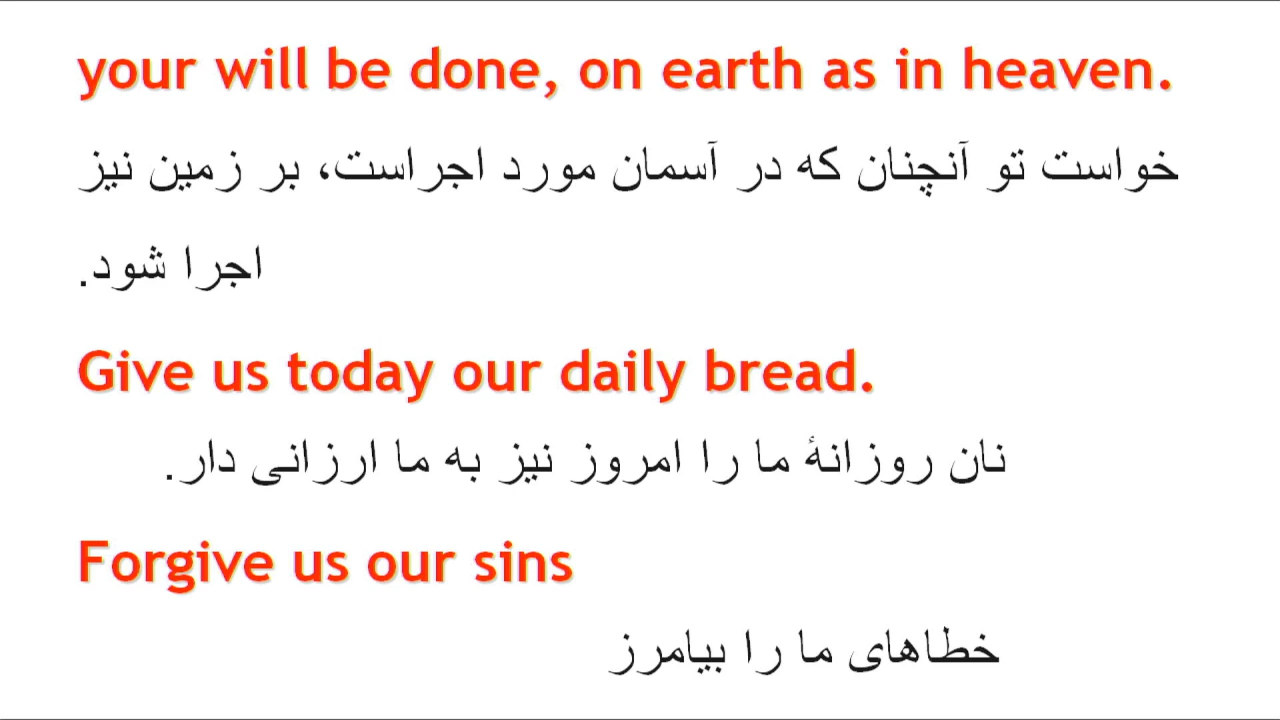 your will be done, on earth as in heaven.
خواست تو آنچنان که در آسمان مورد اجراست، بر زمین نیز
اجرا شود.
Give us today our daily bread.
نان روزانهٔ ما را امروز نیز به ما ارزانی دار.
Forgive us our sins
خطاهای ما را بیامرز